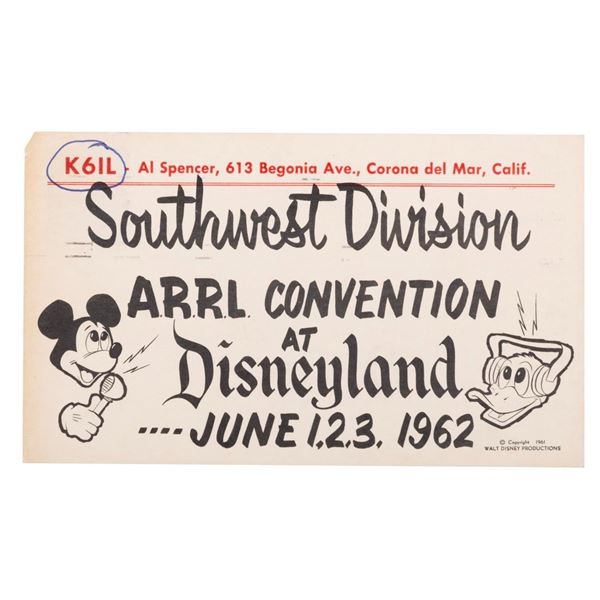 K6IL - Al Spencer, 613 Begonia Ave., Corona del Mar, Calif.
Southwest Division
A.R.R.L. CONVENTION
AT
Disneyland
.... JUNE 1.2.3. 1962
© Copyright 1961
WALT DISNEY PRODUCTIONS